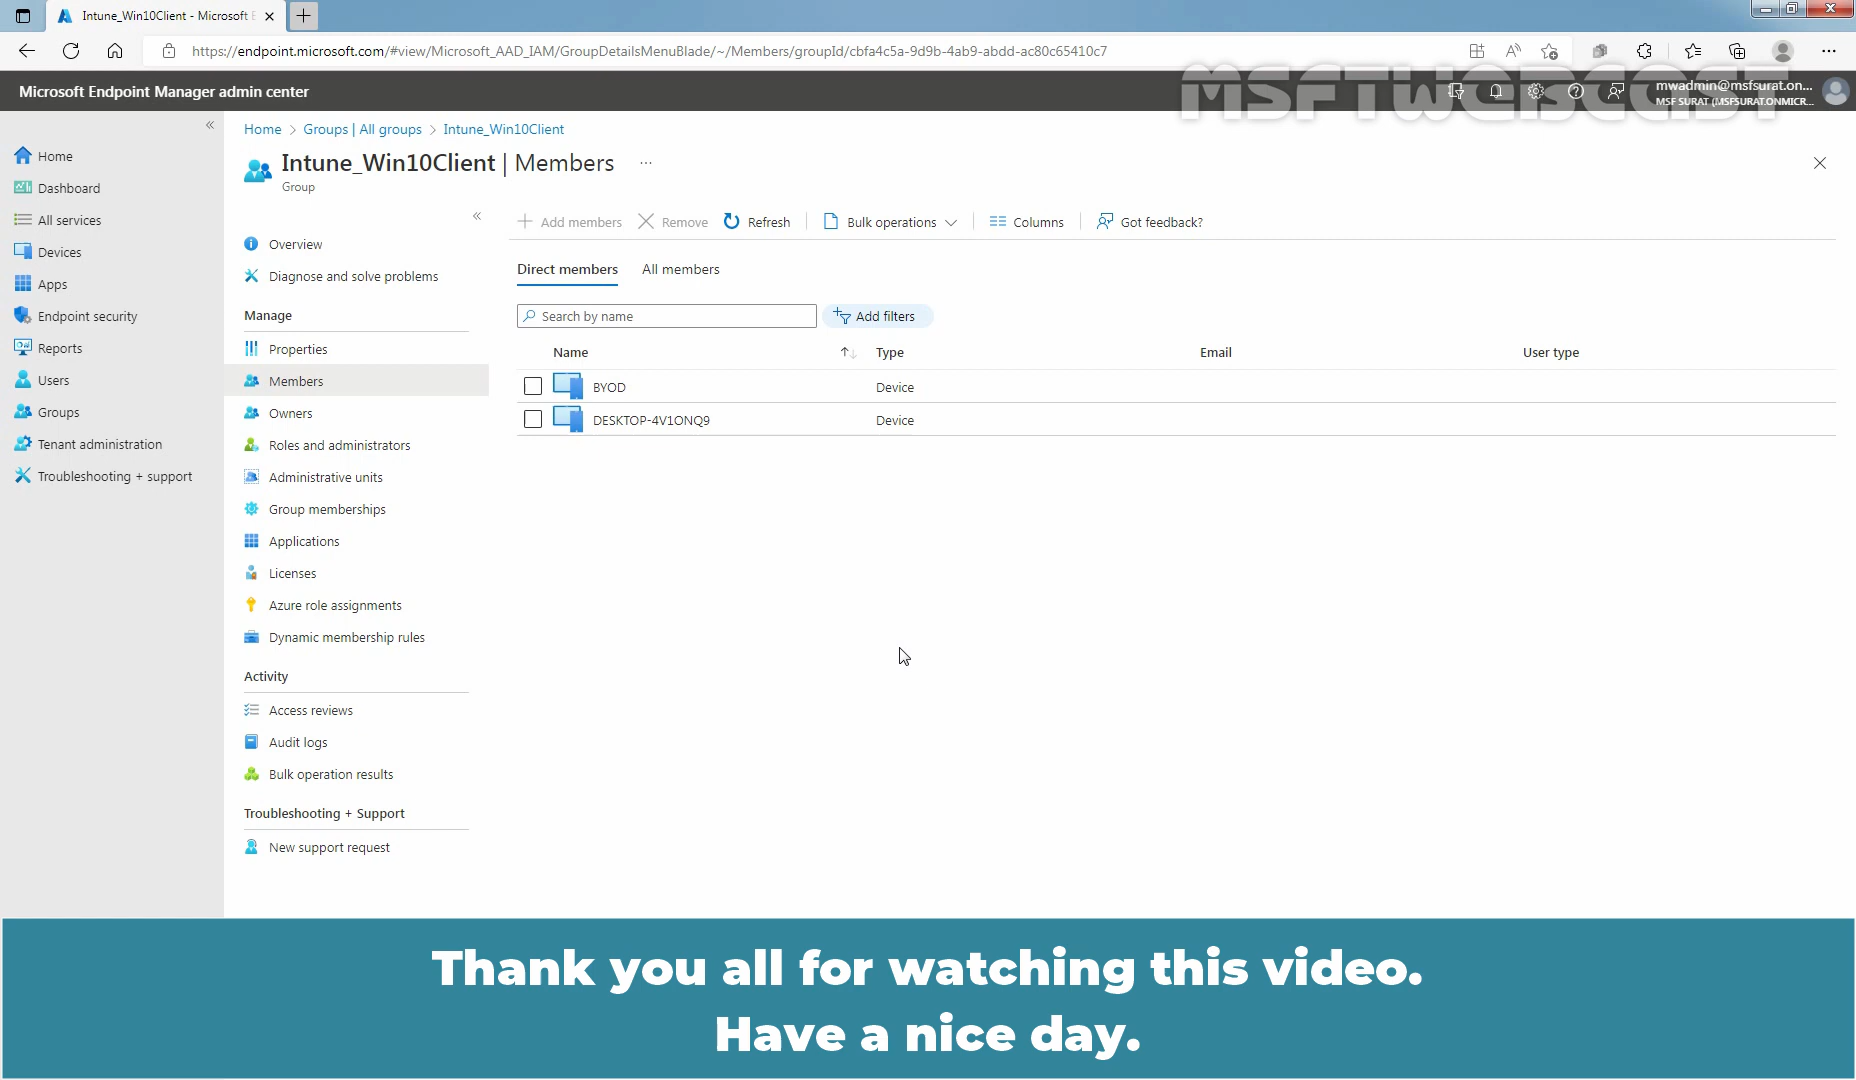 Intune_Win10Client - Microsoft E
https://endpoint.microsoft.com/#view/Microsoft_AAD_IAM/GroupDetailsMenuBlade/~/Members/groupId/cbfa4c5a-9d9b-4ab9-abdd-ac80c65410c7
Microsoft Endpoint Manager admin center
MSFTWEBCAST
mwadmin@msfsurat.on...
MSF SURAT (MSFSURAT.ONMICR...
Home > Groups | All groups > Intune_Win10Client
Intune_Win10Client | Members ...
Group
Home
Dashboard
All services
Devices
Apps
Endpoint security
Reports
Users
Groups
Tenant administration
Troubleshooting + support
Overview
Diagnose and solve problems
Manage
Properties
Members
Owners
Roles and administrators
Administrative units
Group memberships
Applications
Licenses
Azure role assignments
Dynamic membership rules
Activity
Access reviews
Audit logs
Bulk operation results
Troubleshooting + Support
New support request
Add members Remove Refresh Bulk operations Columns Got feedback?
Direct members All members
Search by name Add filters
Name Type Email User type
BYOD Device
DESKTOP-4V1ONQ9 Device
Thank you all for watching this video.
Have a nice day.